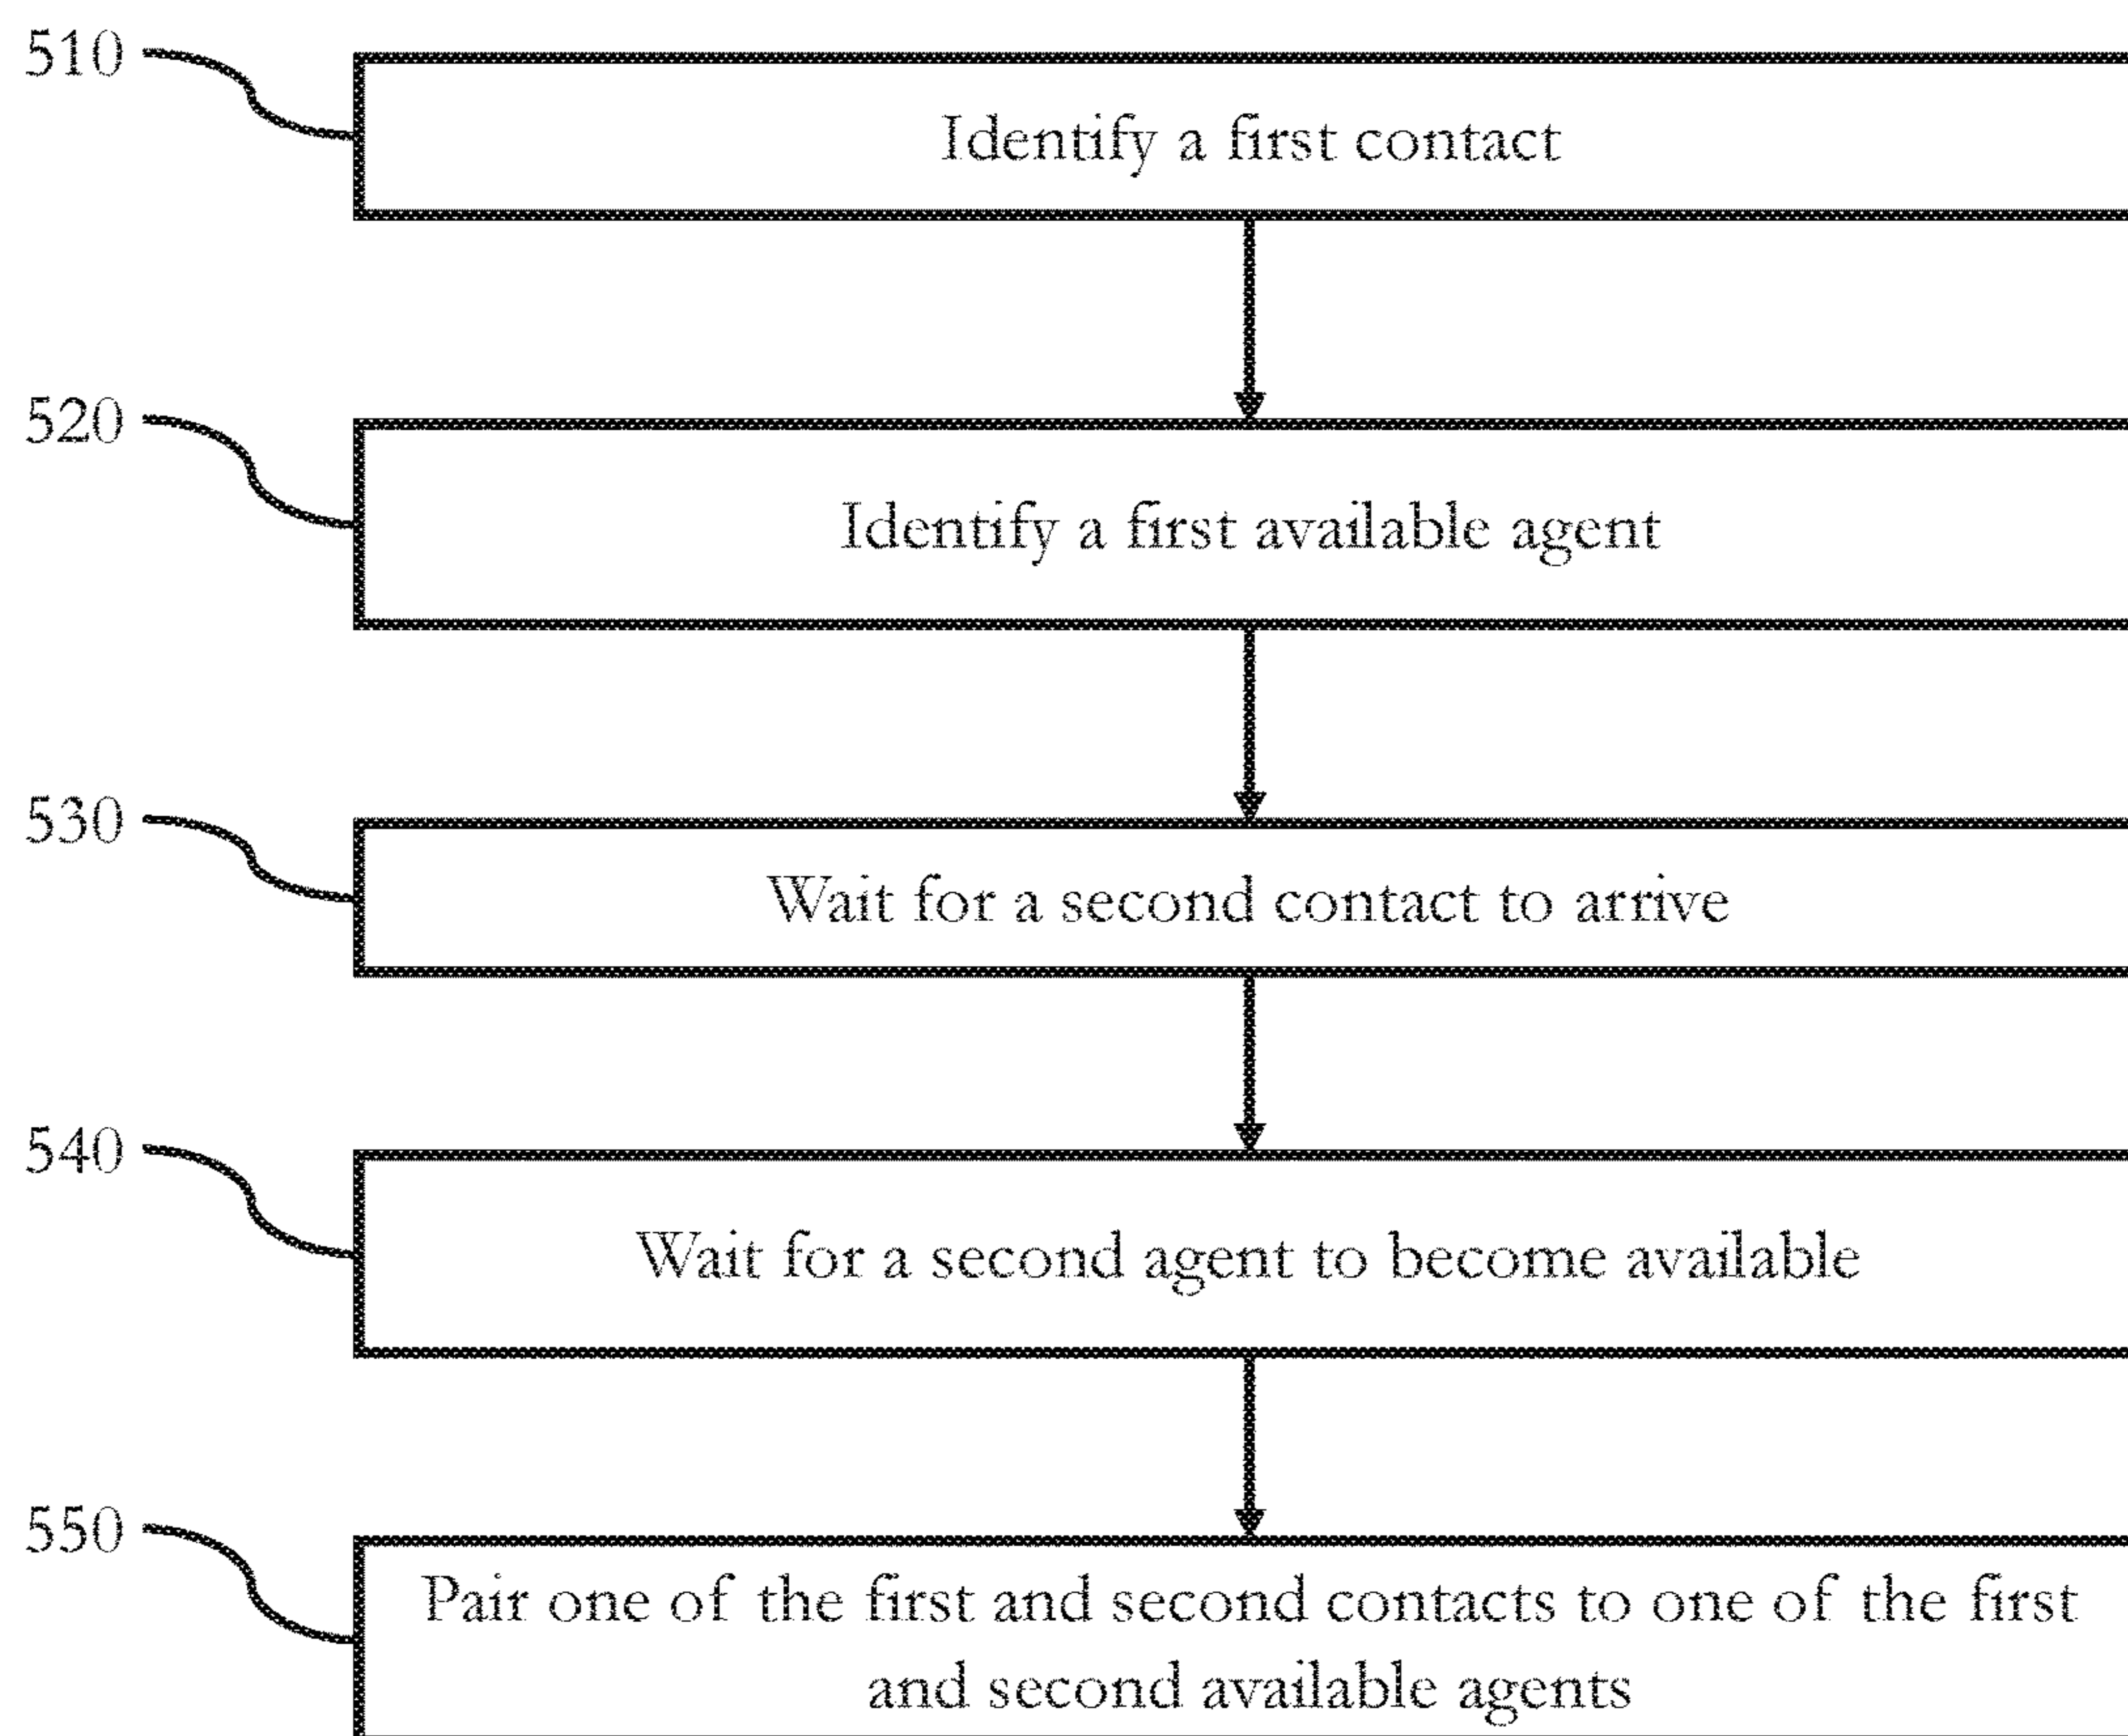 510
Identify a first contact
520
Identify a first available agent
530
Wait for a second contact to arrive
540
Wait for a second agent to become available
550
Pair one of the first and second contacts to one of the first
and second available agents